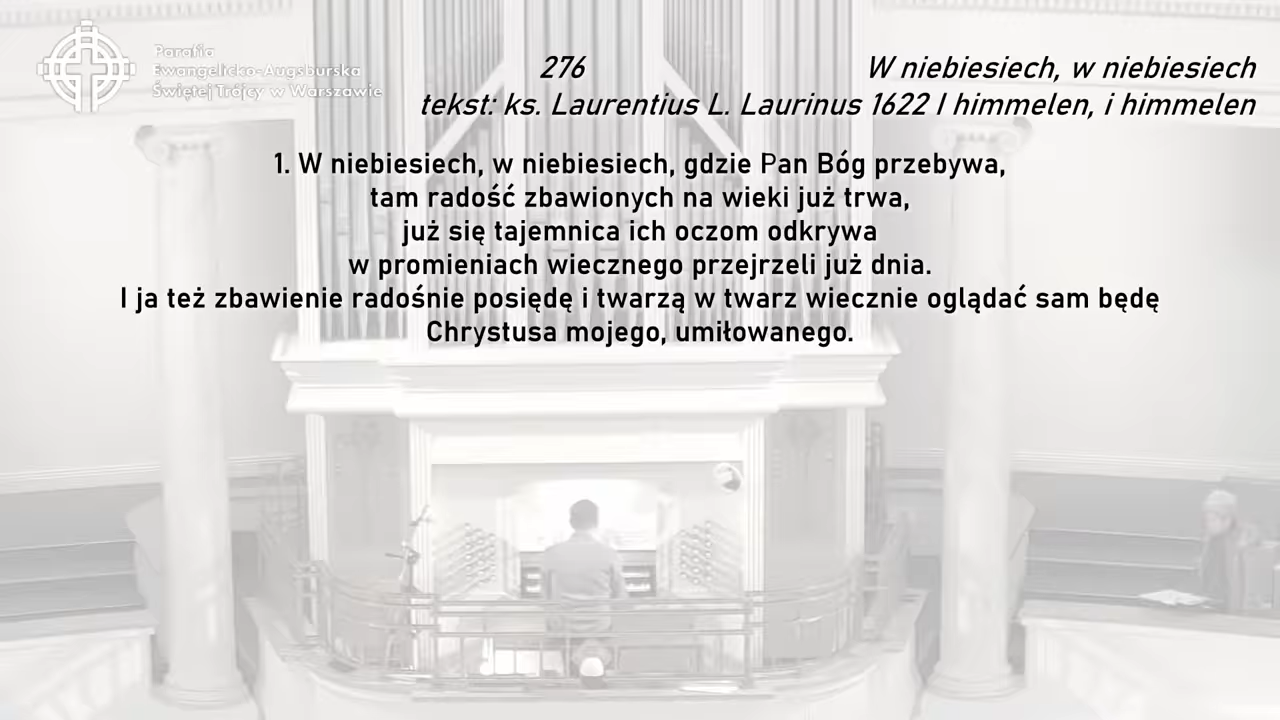 Parafia
Ewangelicko-Augsburska
Świętej Trójcy w Warszawie
276 W niebiesiech, w niebiesiech
tekst: ks. Laurentius L. Laurinus 1622 I himmelen, i himmelen
1. W niebiesiech, w niebiesiech, gdzie Pan Bóg przebywa,
tam radość zbawionych na wieki już trwa,
już się tajemnica ich oczom odkrywa
w promieniach wiecznego przejrzeli już dnia.
I ja też zbawienie radośnie posiędę i twarzą w twarz wiecznie oglądać sam będę
Chrystusa mojego, umiłowanego.